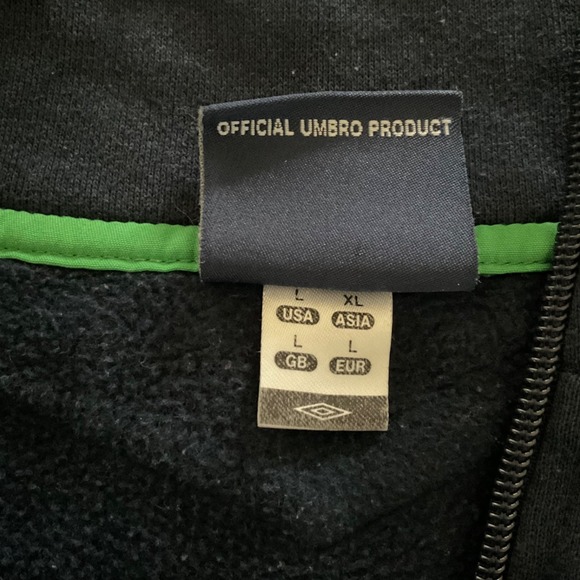 OFFICIAL UMBRO PRODUCT
L XL
USA ASIA
L L
GB EUR